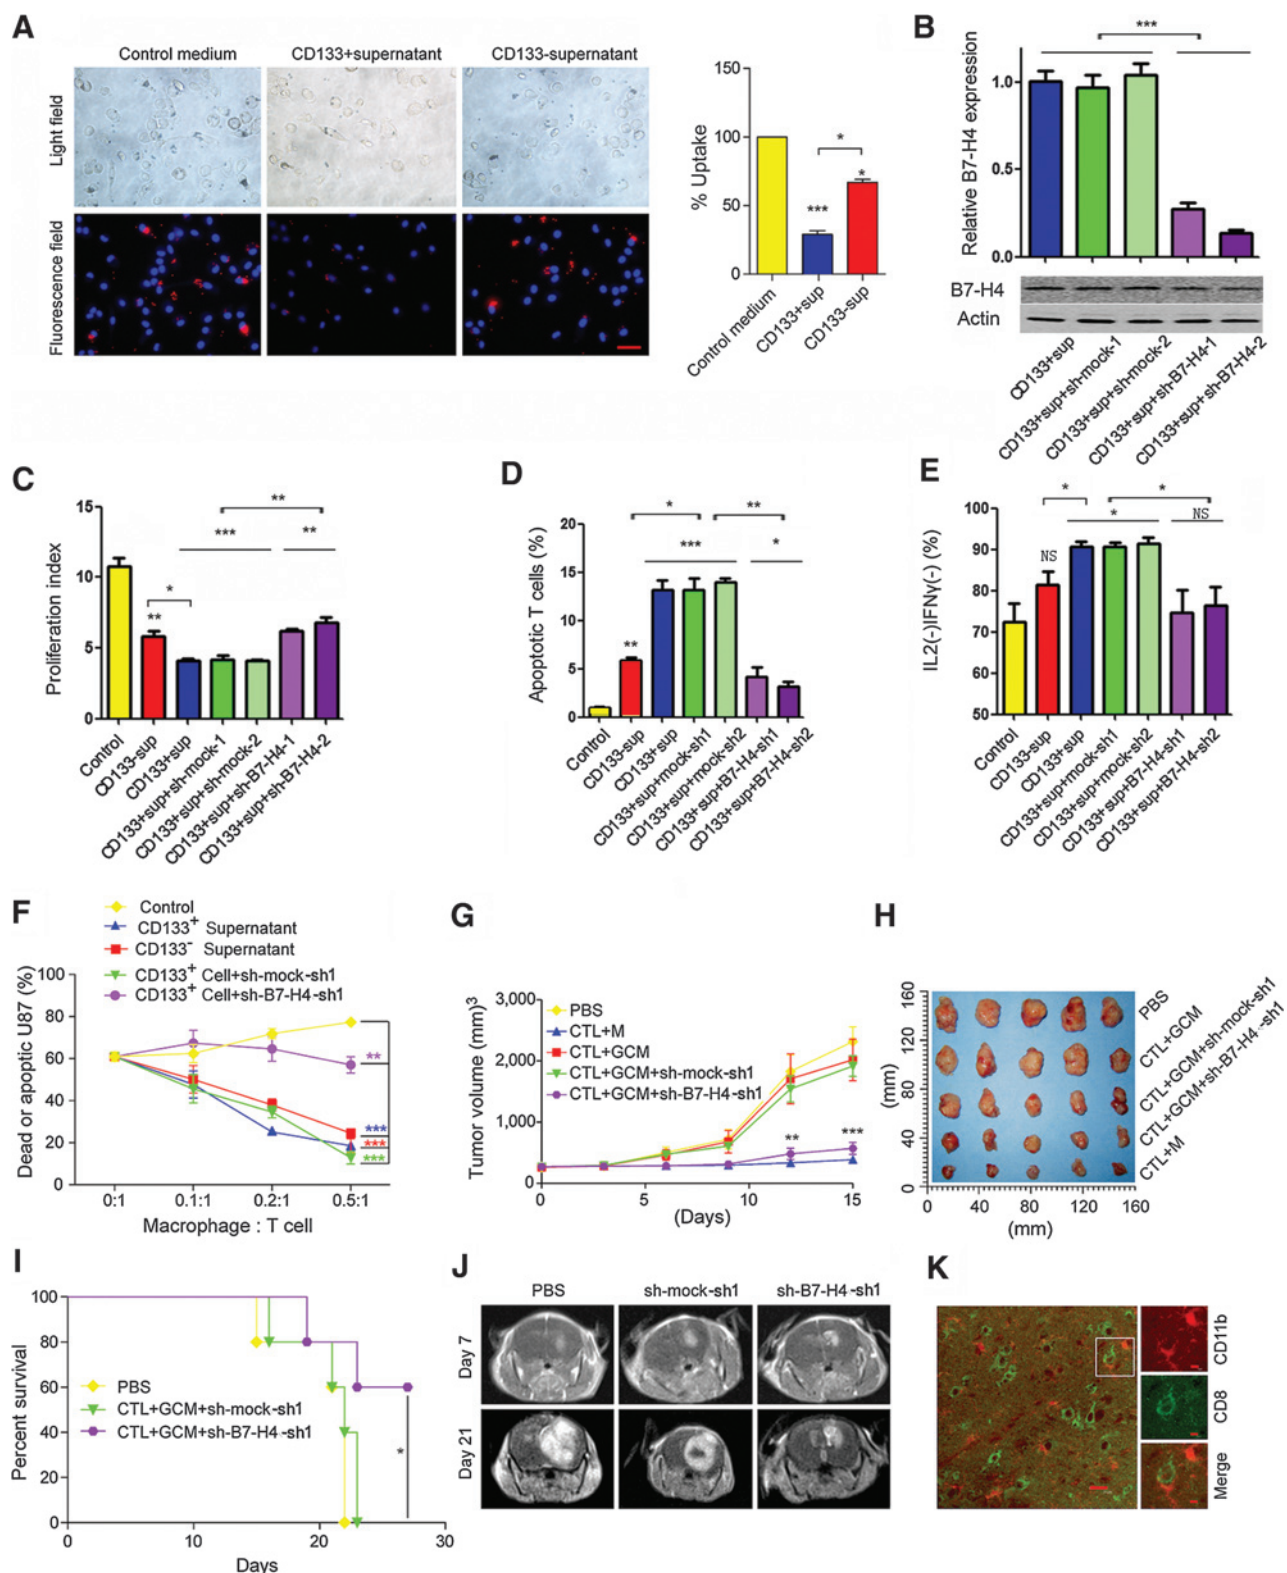 A
Control medium
CD133+supernatant
CD133-supernatant
Light field
Fluorescence field
% Uptake
150
100
50
0
***
*
*
Control medium
CD133+sup
CD133-sup
B
Relative B7-H4 expression
***
1.0
0.5
0.0
B7-H4
Actin
CD133+sup
CD133+sup+sh-mock-1
CD133+sup+sh-mock-2
CD133+sup+sh-B7-H4-1
CD133+sup+sh-B7-H4-2
C
Proliferation index
15
10
5
0
**
*
***
**
**
Control
CD133-sup
CD133+sup
CD133+sup+sh-mock-1
CD133+sup+sh-mock-2
CD133+sup+sh-B7-H4-1
CD133+sup+sh-B7-H4-2
D
Apoptotic T cells (%)
20
15
10
5
0
**
*
***
**
*
Control
CD133-sup
CD133+sup
CD133+sup+mock-sh1
CD133+sup+mock-sh2
CD133+sup+B7-H4-sh1
CD133+sup+B7-H4-sh2
E
IL2(-)IFNγ(-) (%)
100
90
80
70
60
50
NS
*
*
*
NS
Control
CD133-sup
CD133+sup
CD133+sup+mock-sh1
CD133+sup+mock-sh2
CD133+sup+B7-H4-sh1
CD133+sup+B7-H4-sh2
F
Control
CD133+ Supernatant
CD133- Supernatant
CD133+ Cell+sh-mock-sh1
CD133+ Cell+sh-B7-H4-sh1
Dead or apoptic U87 (%)
100
80
60
40
20
0
**
***
***
***
0:1
0.1:1
0.2:1
0.5:1
Macrophage : T cell
G
Tumor volume (mm)3
3,000
2,000
1,000
0
PBS
CTL+M
CTL+GCM
CTL+GCM+sh-mock-sh1
CTL+GCM+sh-B7-H4-sh1
**
***
0
5
10
15
(Days)
H
160
120
80
40
0
(mm)
0
40
80
120
160
(mm)
PBS
CTL+GCM
CTL+GCM+sh-mock-sh1
CTL+GCM+sh-B7-H4-sh1
CTL+M
I
Percent survival
100
80
60
40
20
0
PBS
CTL+GCM+sh-mock-sh1
CTL+GCM+sh-B7-H4-sh1
*
0
10
20
30
Days
J
PBS
sh-mock-sh1
sh-B7-H4-sh1
Day 7
Day 21
K
CD11b
CD8
Merge